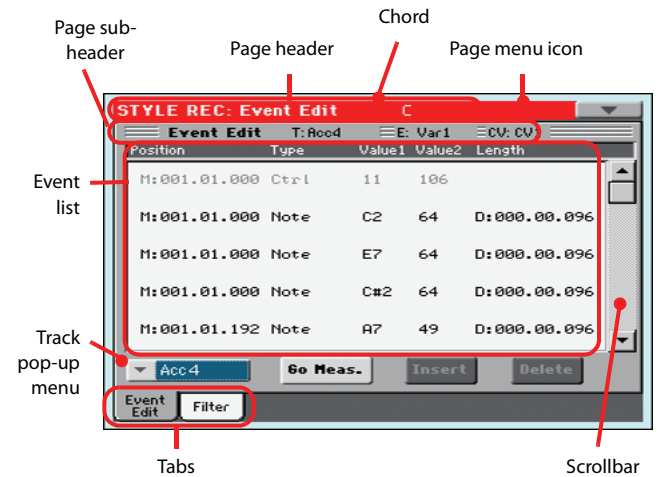 Chord
Page sub-
header
Page header
Page menu icon
STYLE REC: Event Edit C
Event Edit T: Acc4 E: Var1 CV: CV1
Position Type Value1 Value2 Length
Event
list
M:001.01.000 Ctrl 11 106
M:001.01.000 Note C2 64 D:000.00.096
M:001.01.000 Note E7 64 D:000.00.096
M:001.01.000 Note C#2 64 D:000.00.096
M:001.01.192 Note A7 49 D:000.00.096
Track
pop-up
menu
Acc4 Go Meas. Insert Delete
Event
Edit
Filter
Tabs
Scrollbar